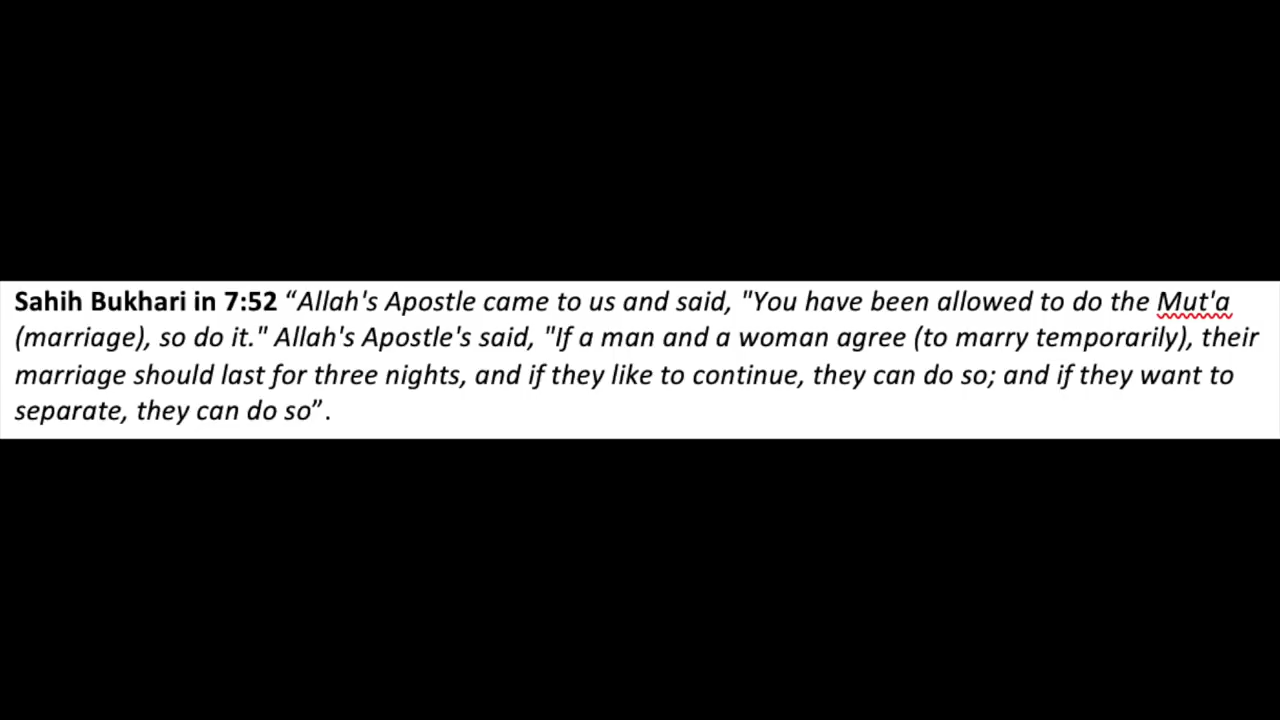 Sahih Bukhari in 7:52 “Allah's Apostle came to us and said, "You have been allowed to do the Mut'a
(marriage), so do it." Allah's Apostle's said, "If a man and a woman agree (to marry temporarily), their
marriage should last for three nights, and if they like to continue, they can do so; and if they want to
separate, they can do so”.